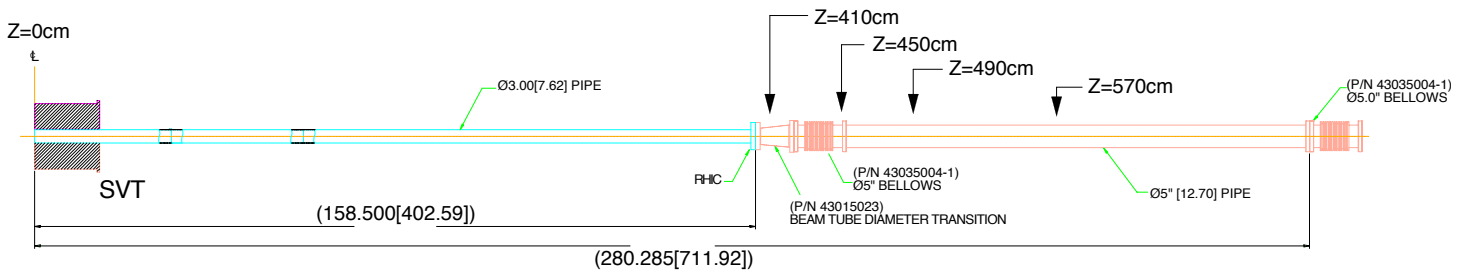 Z=0cm
℄
Z=410cm
Z=450cm
Z=490cm
Z=570cm
Ø3.00[7.62] PIPE
(P/N 43035004-1)
Ø5.0" BELLOWS
SVT
RHIC
(P/N 43035004-1)
Ø5" BELLOWS
(P/N 43015023)
BEAM TUBE DIAMETER TRANSITION
Ø5" [12.70] PIPE
(158.500[402.59])
(280.285[711.92])